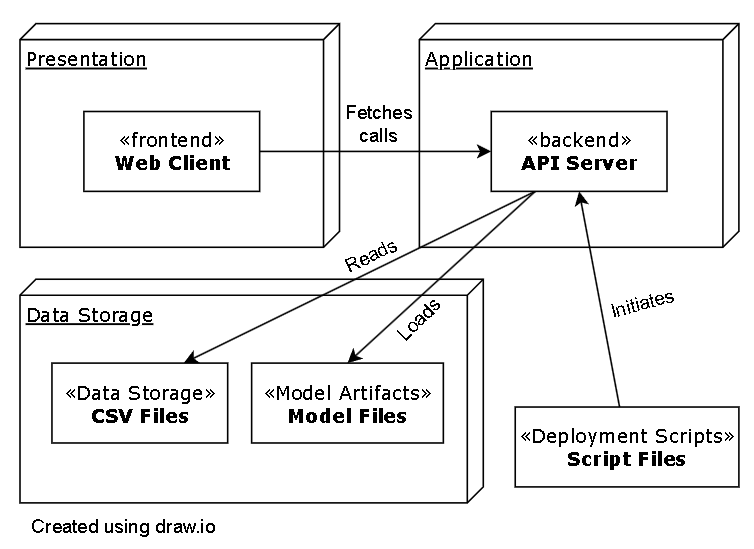 Presentation
Application
«frontend»
Web Client
Fetches
calls
«backend»
API Server
Reads
Loads
Initiates
Data Storage
«Data Storage»
CSV Files
«Model Artifacts»
Model Files
«Deployment Scripts»
Script Files
Created using draw.io